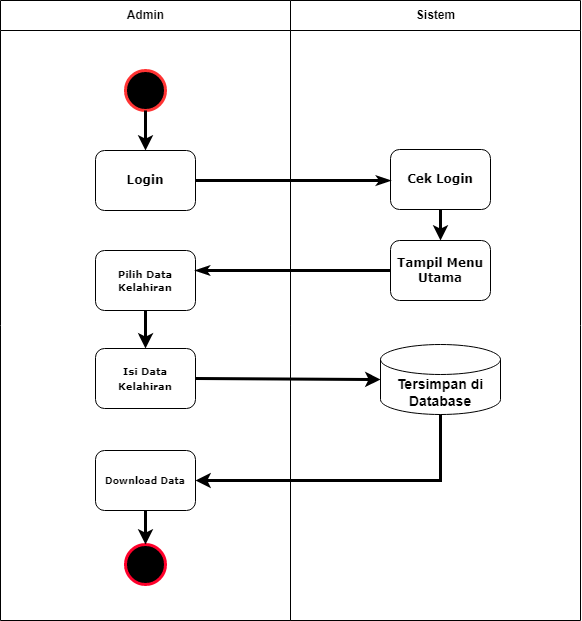 Admin
Sistem
Login
Cek Login
Tampil Menu
Utama
Pilih Data
Kelahiran
Isi Data
Kelahiran
Tersimpan di
Database
Download Data